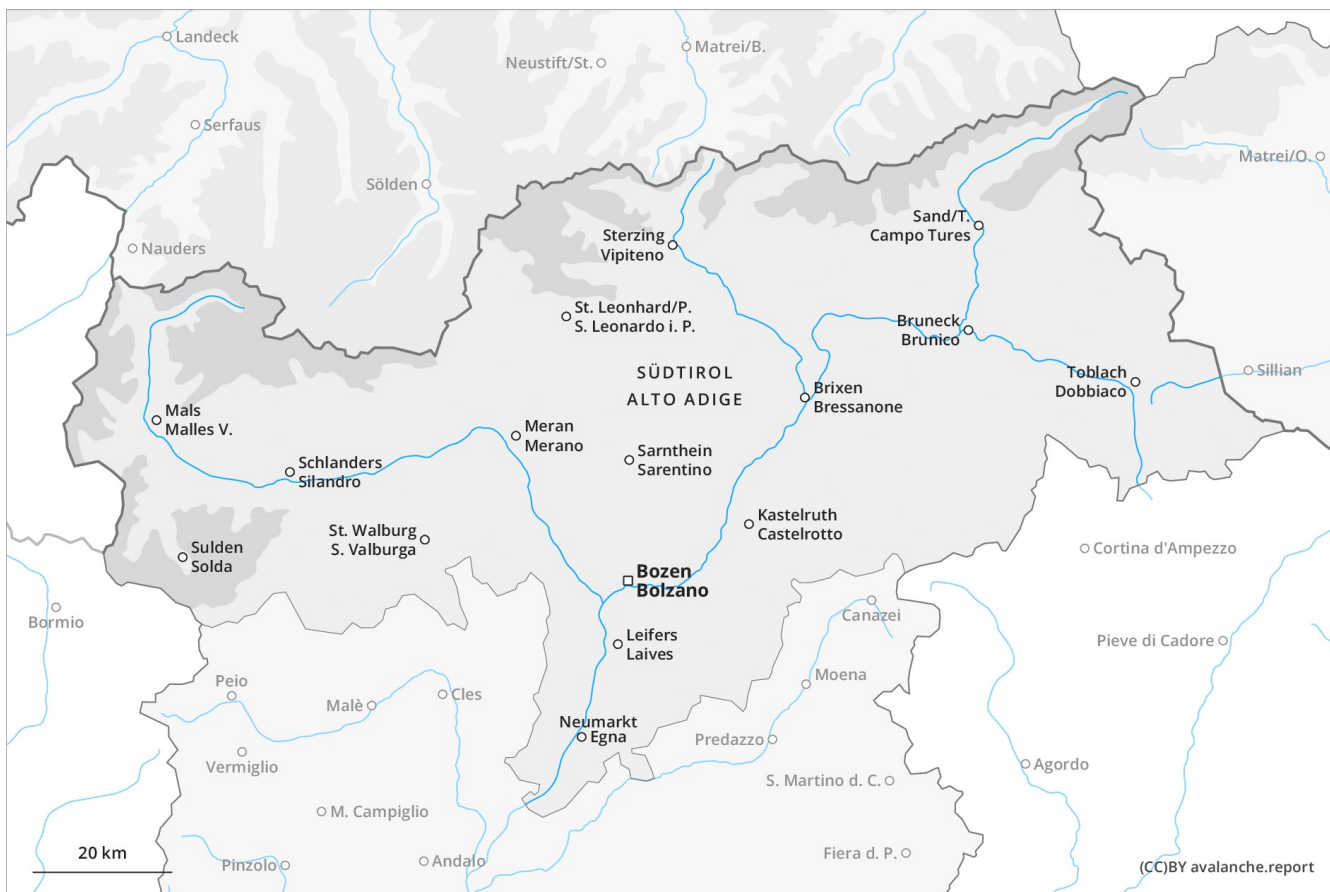 Landeck
Matrei/B.
Neustift/St.
Serfaus
Matrei/O.
Sölden
Sand/T.
Campo Tures
Nauders
Sterzing
Vipiteno
St. Leonhard/P.
S. Leonardo i. P.
Bruneck
Brunico
SÜDTIROL
ALTO ADIGE
Toblach
Dobbiaco
Sillian
Brixen
Bressanone
Mals
Malles V.
Meran
Merano
Schlanders
Silandro
Sarnthein
Sarentino
Kastelruth
Castelrotto
St. Walburg
S. Valburga
Sulden
Solda
Cortina d'Ampezzo
Bozen
Bolzano
Bormio
Canazei
Leifers
Laives
Pieve di Cadore
Peio
Moena
Malè
Cles
Neumarkt
Egna
Predazzo
Vermiglio
Agordo
S. Martino d. C.
M. Campiglio
20 km
Pinzolo
Andalo
Fiera d. P.
(CC)BY avalanche.report